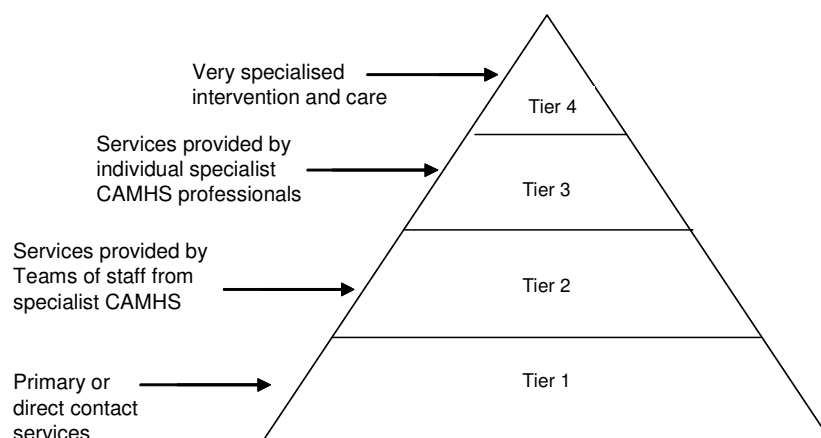 Very specialised
intervention and care
Tier 4
Services provided by
individual specialist
CAMHS professionals
Tier 3
Services provided by
Teams of staff from
specialist CAMHS
Tier 2
Primary or
direct contact
services
Tier 1